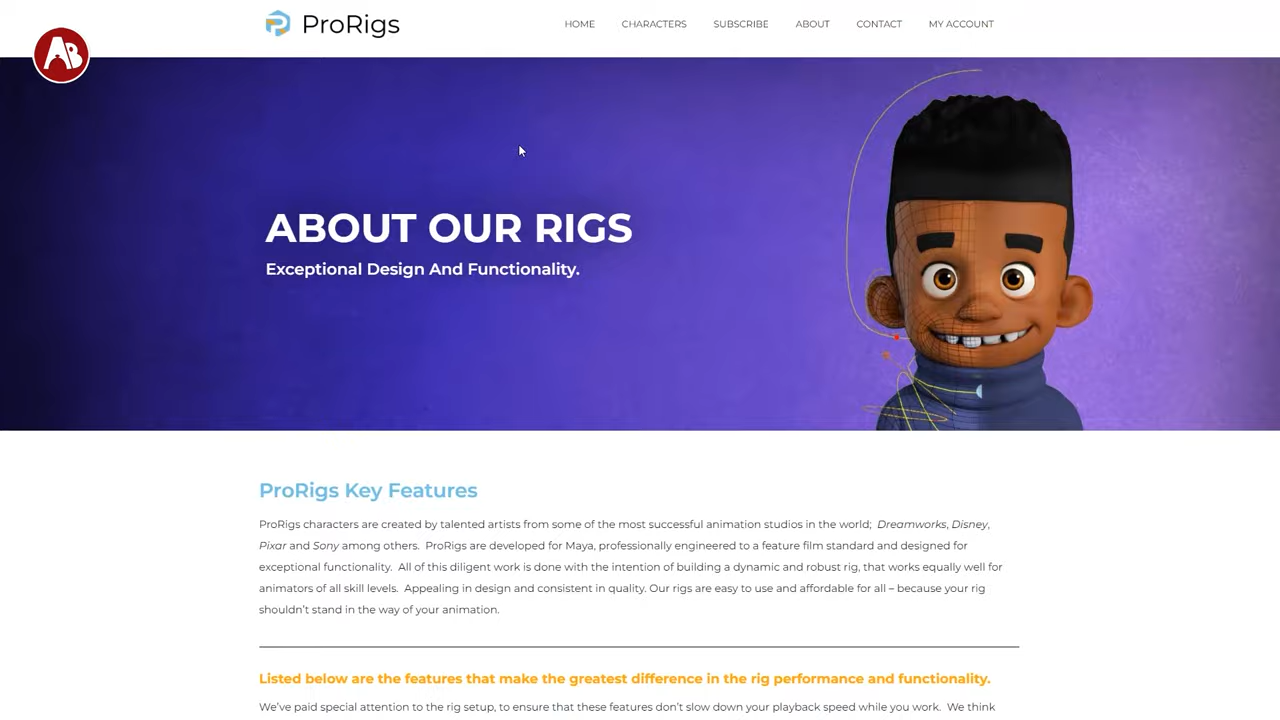 ProRigs
HOME CHARACTERS SUBSCRIBE ABOUT CONTACT MY ACCOUNT
AB
ABOUT OUR RIGS
Exceptional Design And Functionality.
ProRigs Key Features
ProRigs characters are created by talented artists from some of the most successful animation studios in the world;  Dreamworks, Disney,
Pixar and Sony among others.  ProRigs are developed for Maya, professionally engineered to a feature film standard and designed for
exceptional functionality.  All of this diligent work is done with the intention of building a dynamic and robust rig, that works equally well for
animators of all skill levels.  Appealing in design and consistent in quality. Our rigs are easy to use and affordable for all – because your rig
shouldn't stand in the way of your animation.
Listed below are the features that make the greatest difference in the rig performance and functionality.
We've paid special attention to the rig setup, to ensure that these features don't slow down your playback speed while you work.  We think